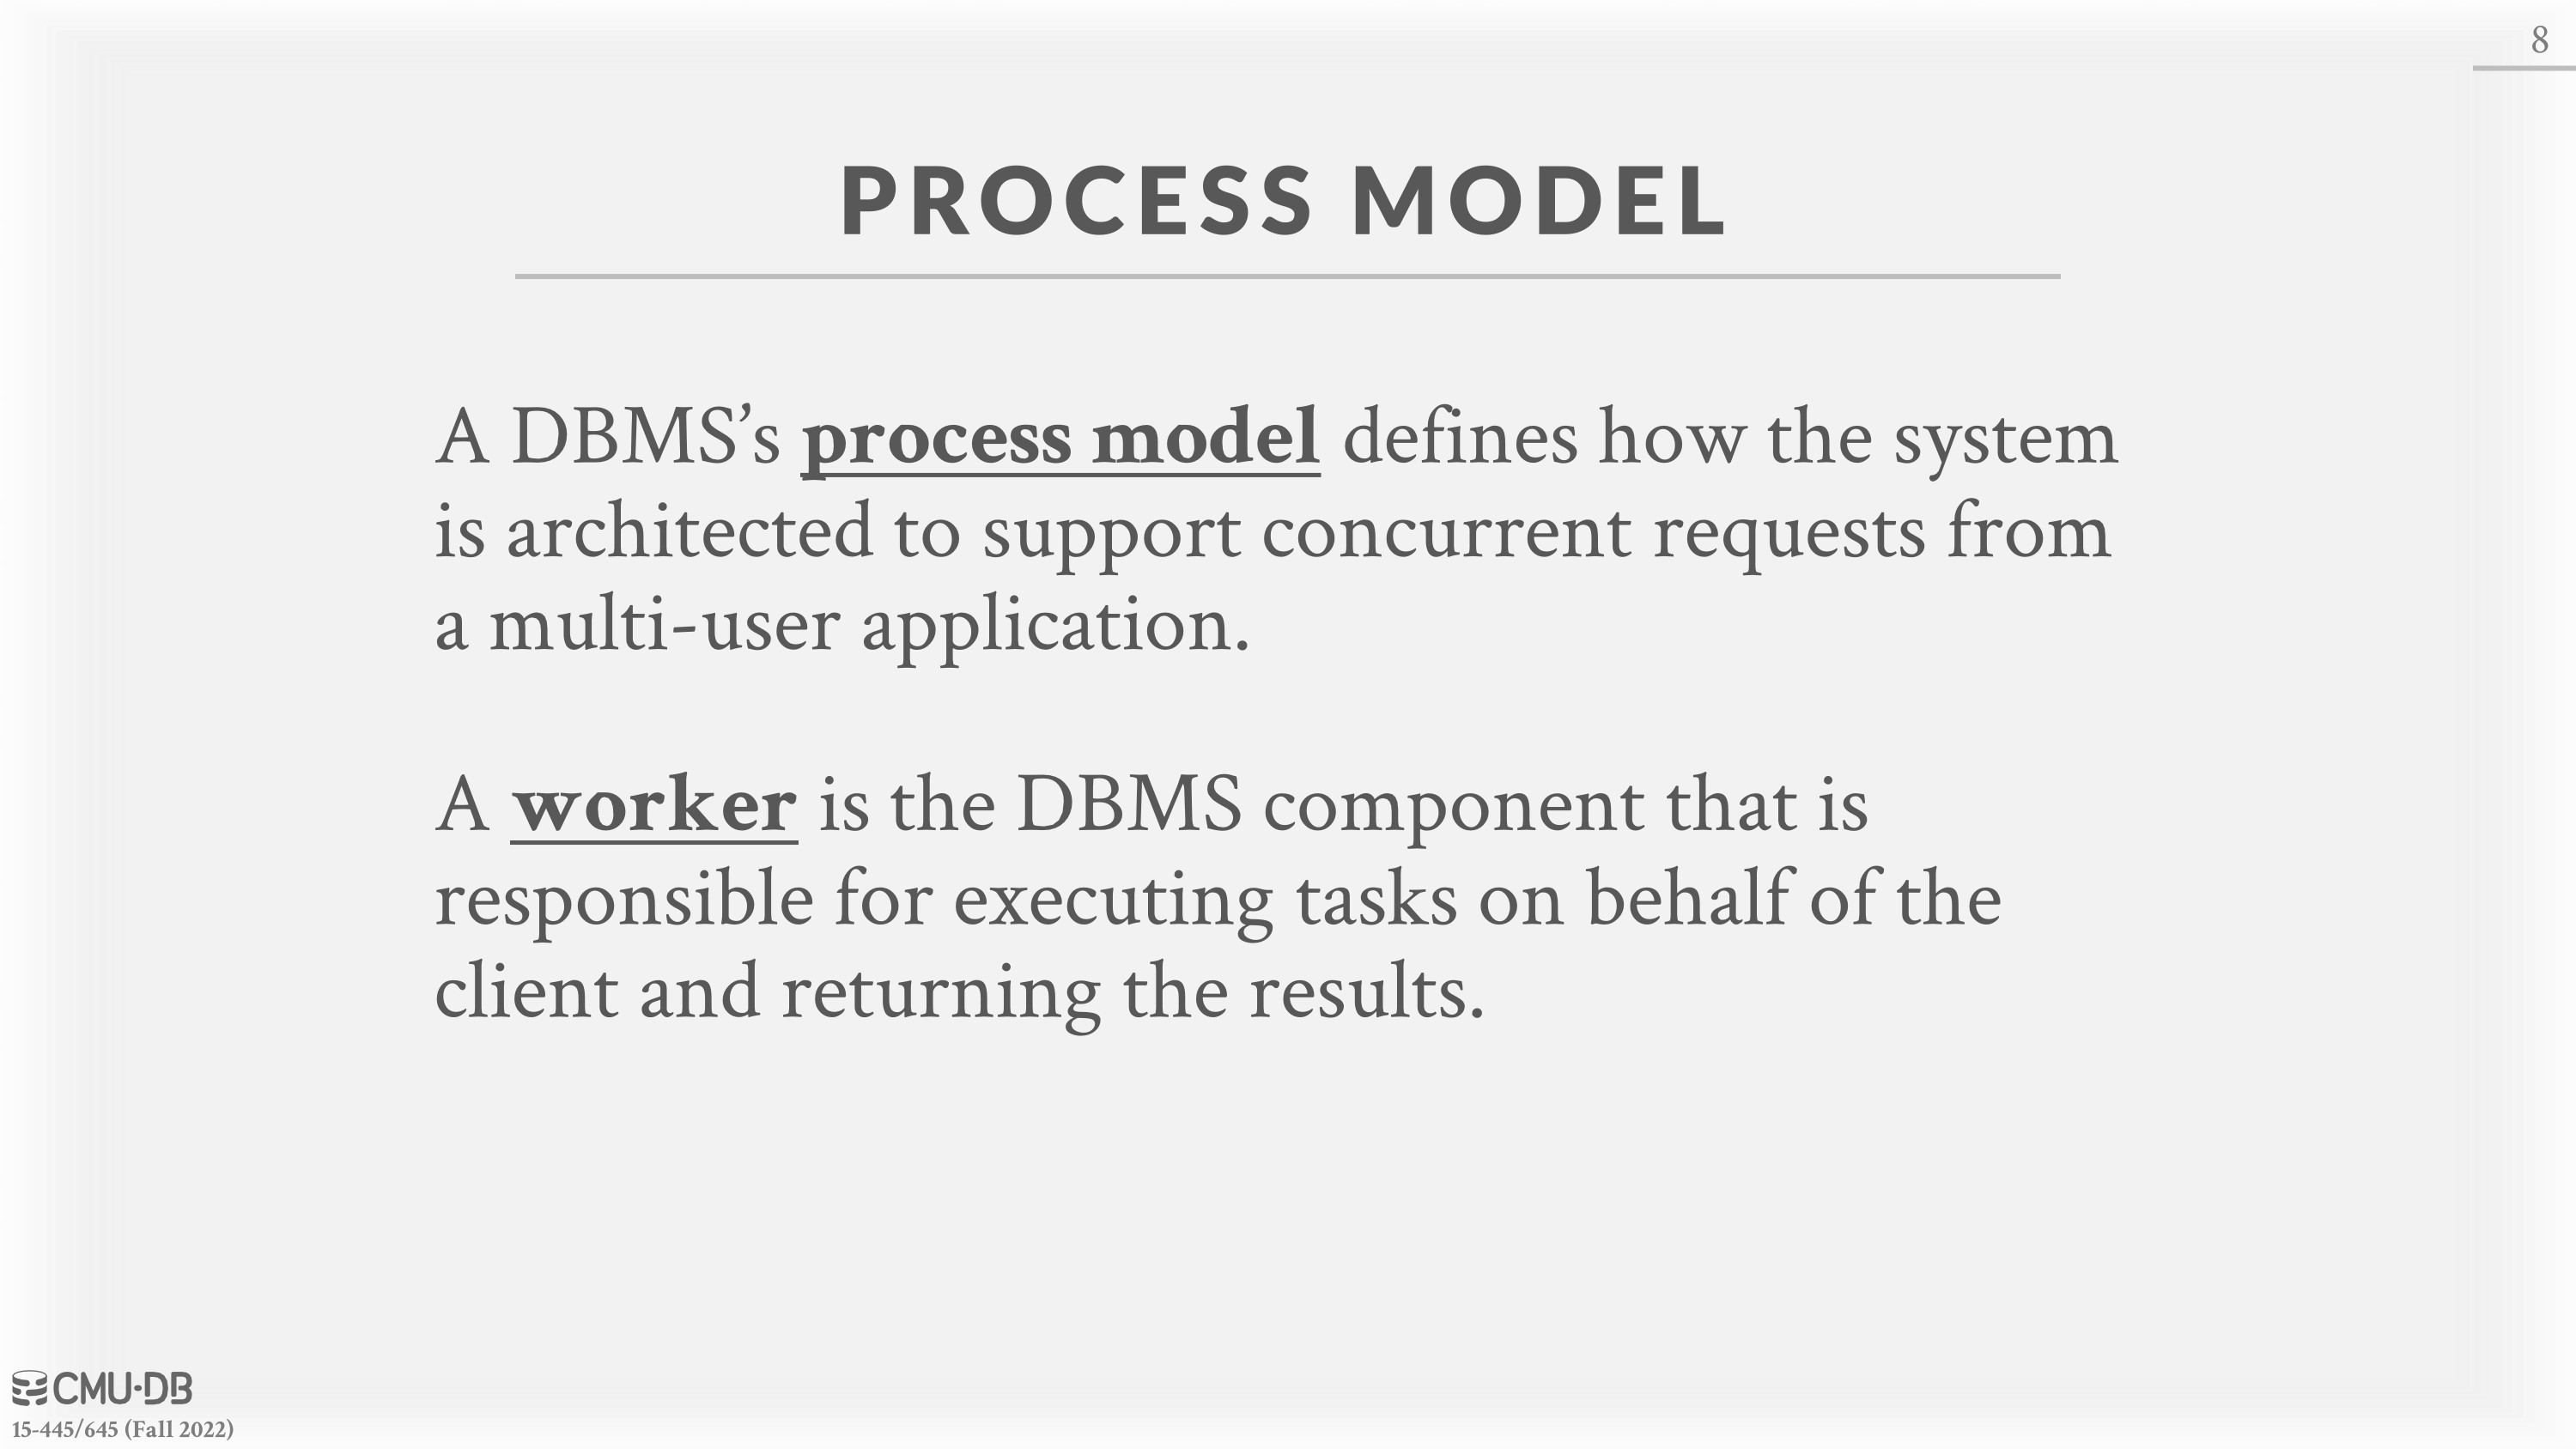 8
PROCESS MODEL
A DBMS’s process model defines how the system
is architected to support concurrent requests from
a multi-user application.
A worker is the DBMS component that is
responsible for executing tasks on behalf of the
client and returning the results.
CMU·DB
15-445/645 (Fall 2022)